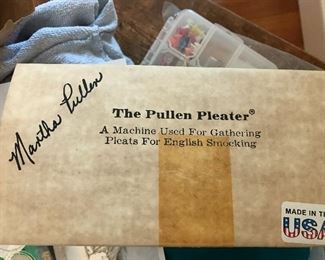 Martha Pullen
The Pullen Pleater®
A Machine Used For Gathering
Pleats For English Smocking
MADE IN THE
USA